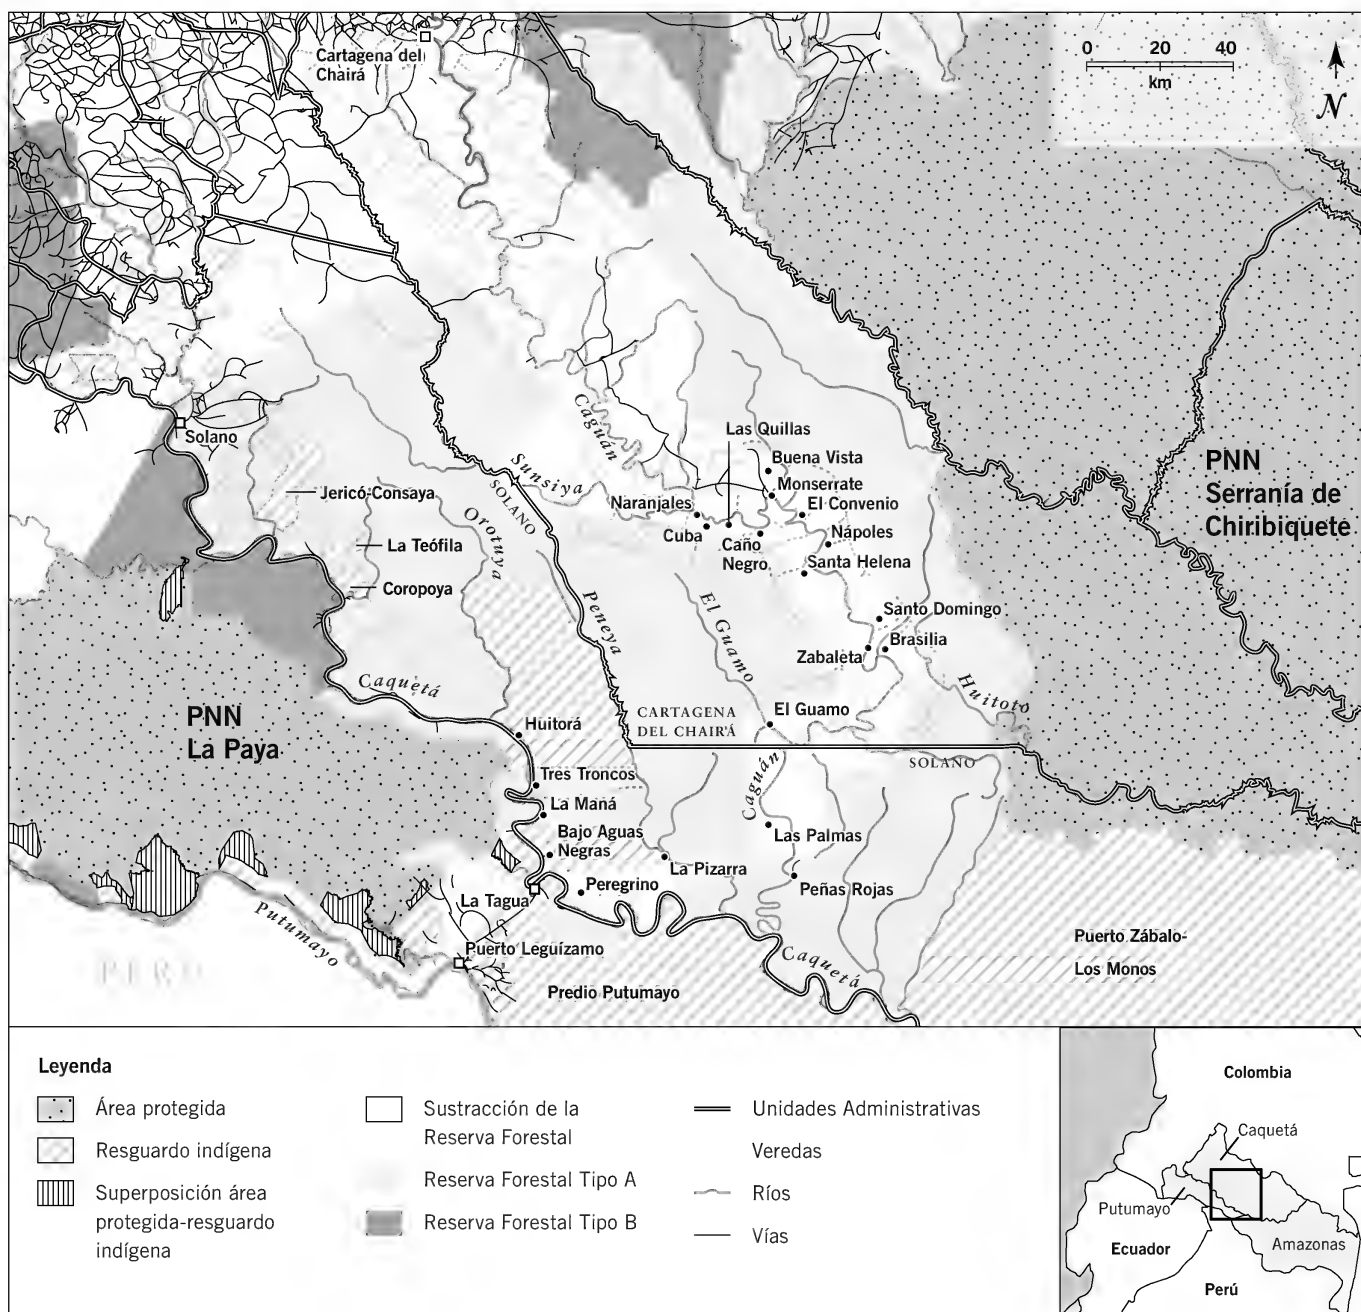 Cartagena del
Chairá
0 20 40
km
N
Solano
Jericó-Consaya
La Teófila
Coropoya
Orotuya
SOLANO
Sunsiya
Caguán
Las Quillas
Buena Vista
Monserrate
El Convenio
Naranjales
Cuba
Caño
Negro
Nápoles
Santa Helena
PNN
Serranía de
Chiribiquete
Peneya
El Guamo
Santo Domingo
Brasilia
Zabaleta
Huitoto
Caquetá
PNN
La Paya
Huitorá
CARTAGENA
DEL CHAIRÁ
El Guamo
SOLANO
Caguán
Tres Troncos
La Maná
Bajo Aguas
Negras
Las Palmas
La Pizarra
Peñas Rojas
Peregrino
La Tagua
Putumayo
PERÚ
Puerto Leguízamo
Predio Putumayo
Caquetá
Puerto Zábalo-
Los Monos
Leyenda
Área protegida
Resguardo indígena
Superposición área
protegida-resguardo
indígena
Sustracción de la
Reserva Forestal
Reserva Forestal Tipo A
Reserva Forestal Tipo B
Unidades Administrativas
Veredas
Ríos
Vías
Colombia
Caquetá
Putumayo
Ecuador
Amazonas
Perú